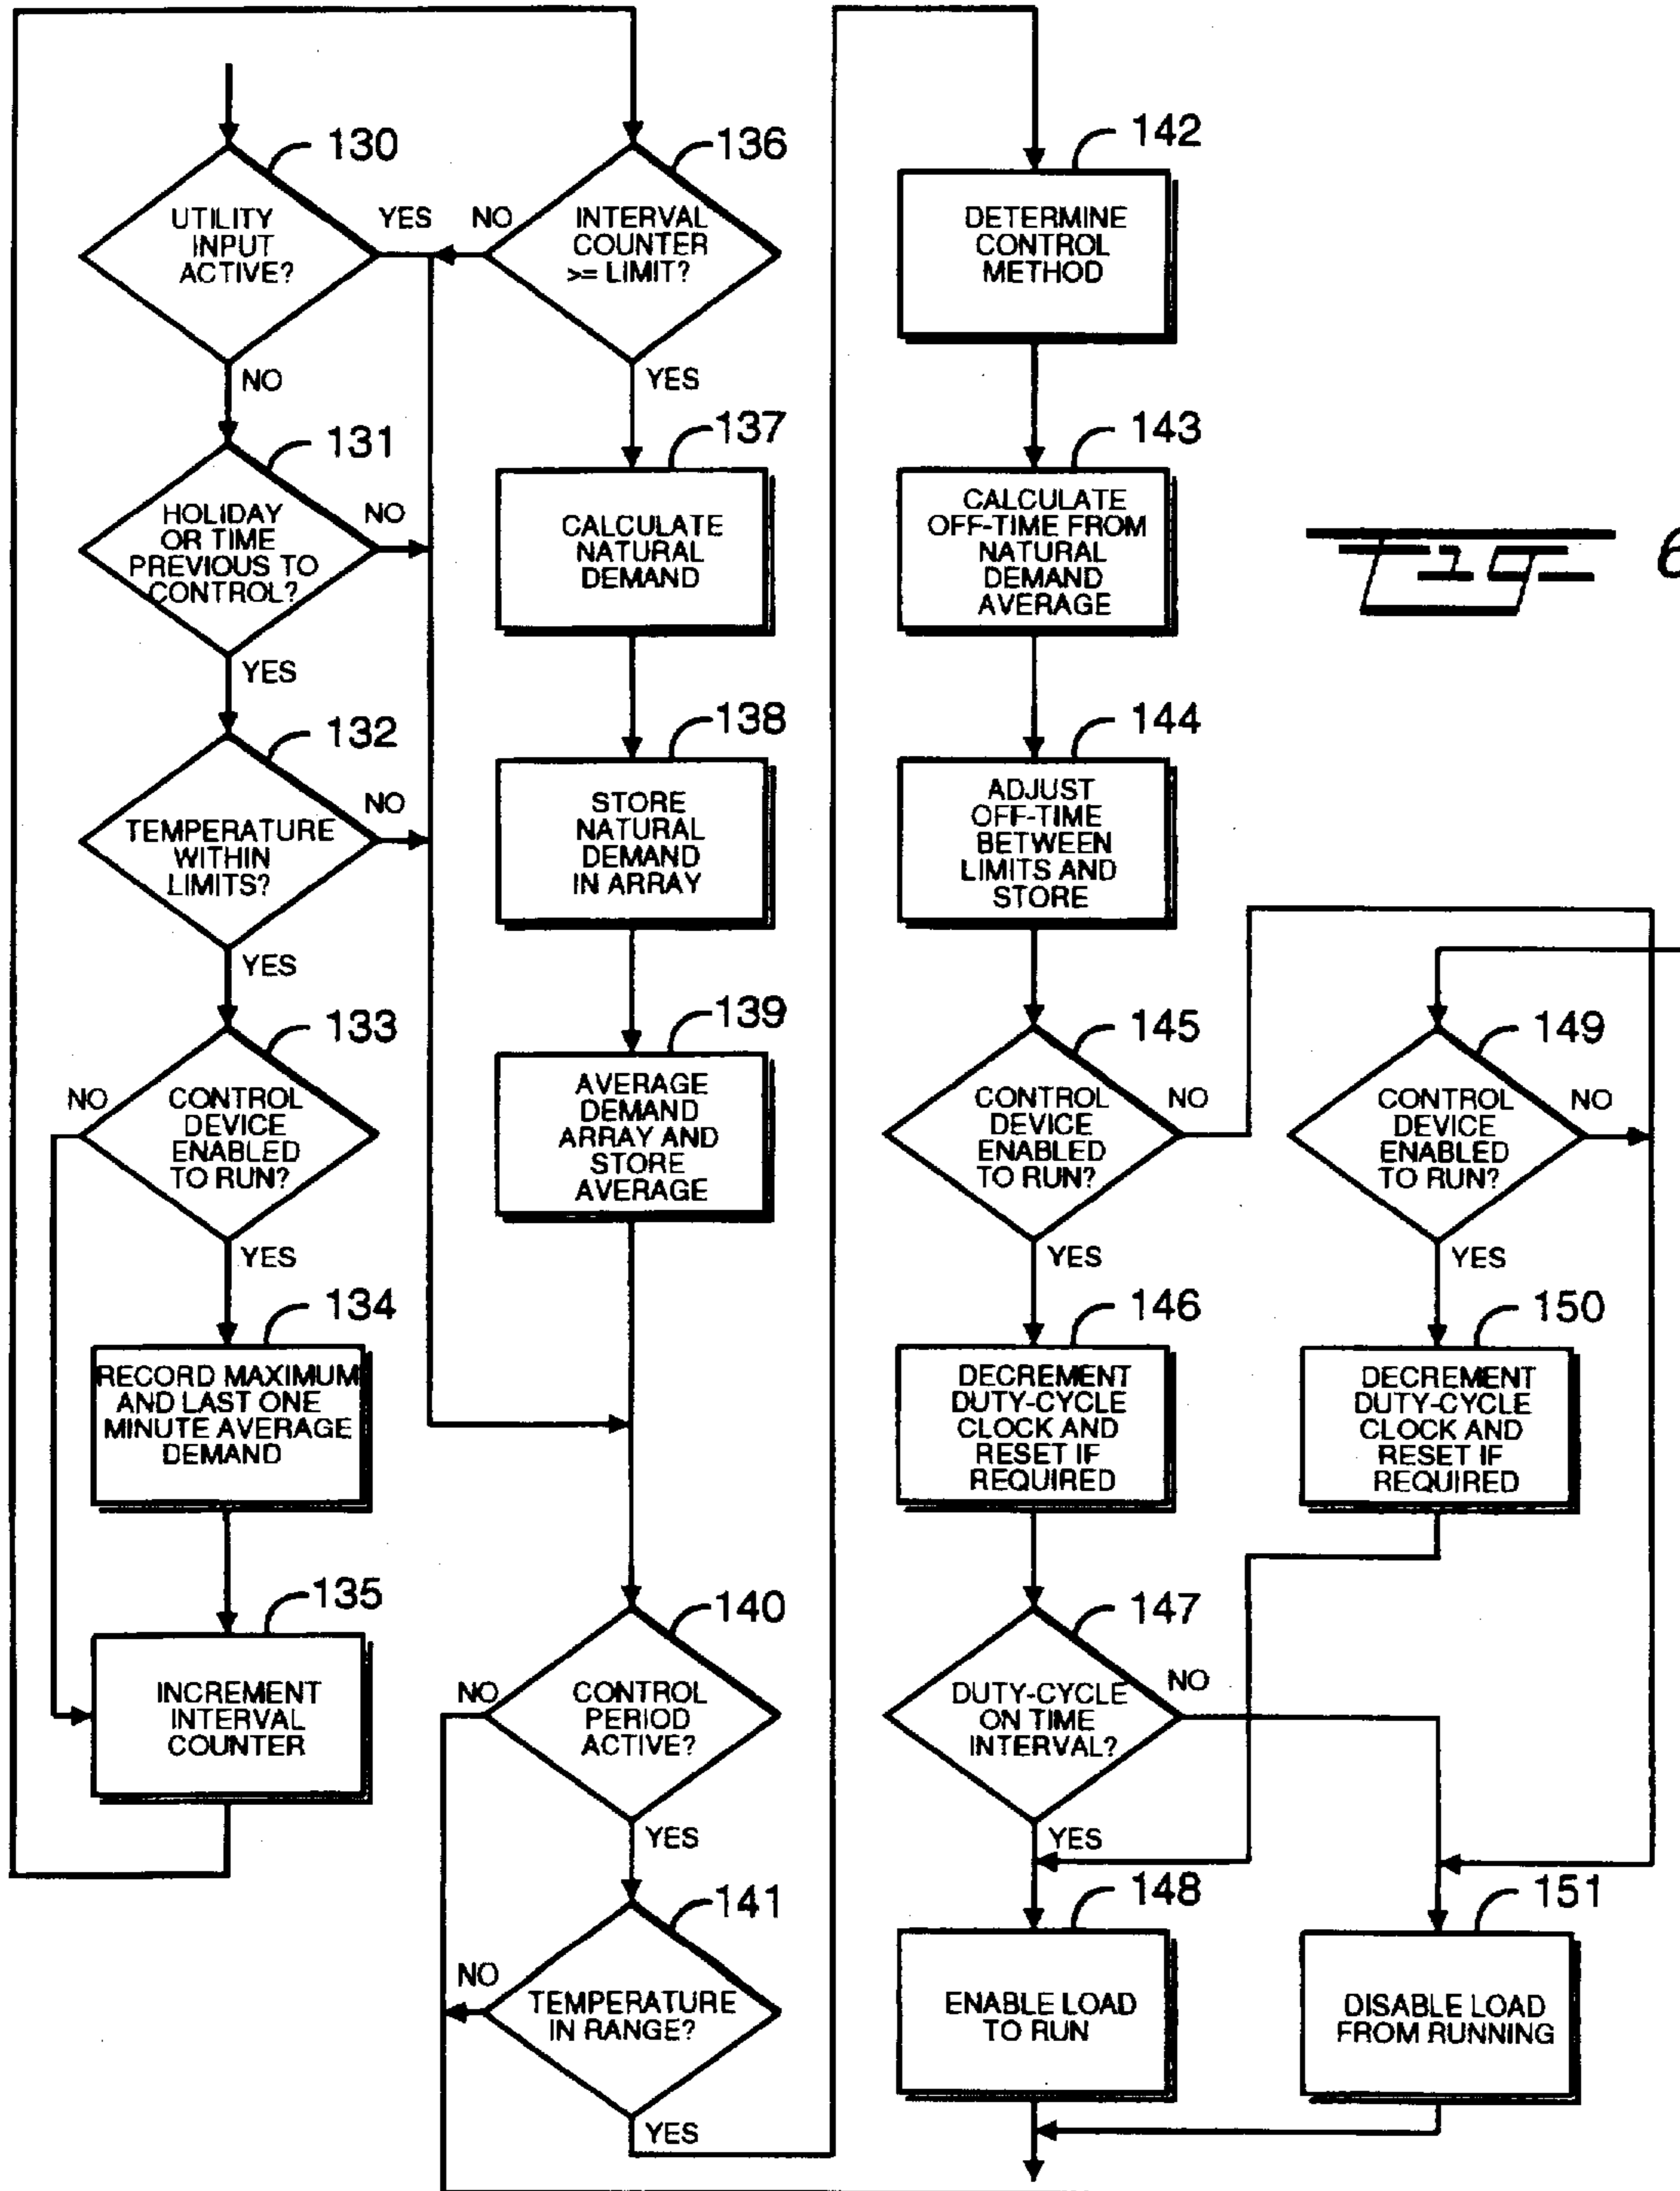 130
UTILITY
INPUT
ACTIVE?
YES
NO
131
HOLIDAY
OR TIME
PREVIOUS TO
CONTROL?
NO
YES
132
TEMPERATURE
WITHIN
LIMITS?
NO
YES
133
CONTROL
DEVICE
ENABLED
TO RUN?
NO
YES
134
RECORD MAXIMUM
AND LAST ONE
MINUTE AVERAGE
DEMAND
135
INCREMENT
INTERVAL
COUNTER
136
INTERVAL
COUNTER
>= LIMIT?
NO
YES
137
CALCULATE
NATURAL
DEMAND
138
STORE
NATURAL
DEMAND
IN ARRAY
139
AVERAGE
DEMAND
ARRAY AND
STORE
AVERAGE
140
CONTROL
PERIOD
ACTIVE?
NO
YES
141
TEMPERATURE
IN RANGE?
NO
YES
142
DETERMINE
CONTROL
METHOD
143
CALCULATE
OFF-TIME FROM
NATURAL
DEMAND
AVERAGE
144
ADJUST
OFF-TIME
BETWEEN
LIMITS AND
STORE
145
CONTROL
DEVICE
ENABLED
TO RUN?
NO
YES
146
DECREMENT
DUTY-CYCLE
CLOCK AND
RESET IF
REQUIRED
147
DUTY-CYCLE
ON TIME
INTERVAL?
NO
YES
148
ENABLE LOAD
TO RUN
149
CONTROL
DEVICE
ENABLED
TO RUN?
NO
YES
150
DECREMENT
DUTY-CYCLE
CLOCK AND
RESET IF
REQUIRED
151
DISABLE LOAD
FROM RUNNING
Fig. 6